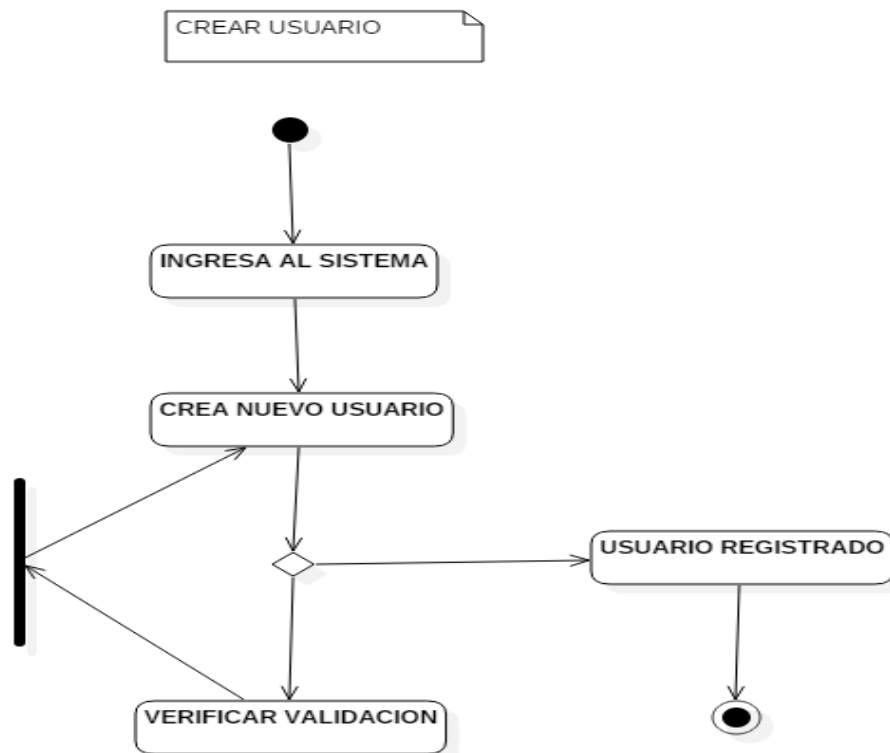 CREAR USUARIO
INGRESA AL SISTEMA
CREA NUEVO USUARIO
USUARIO REGISTRADO
VERIFICAR VALIDACION